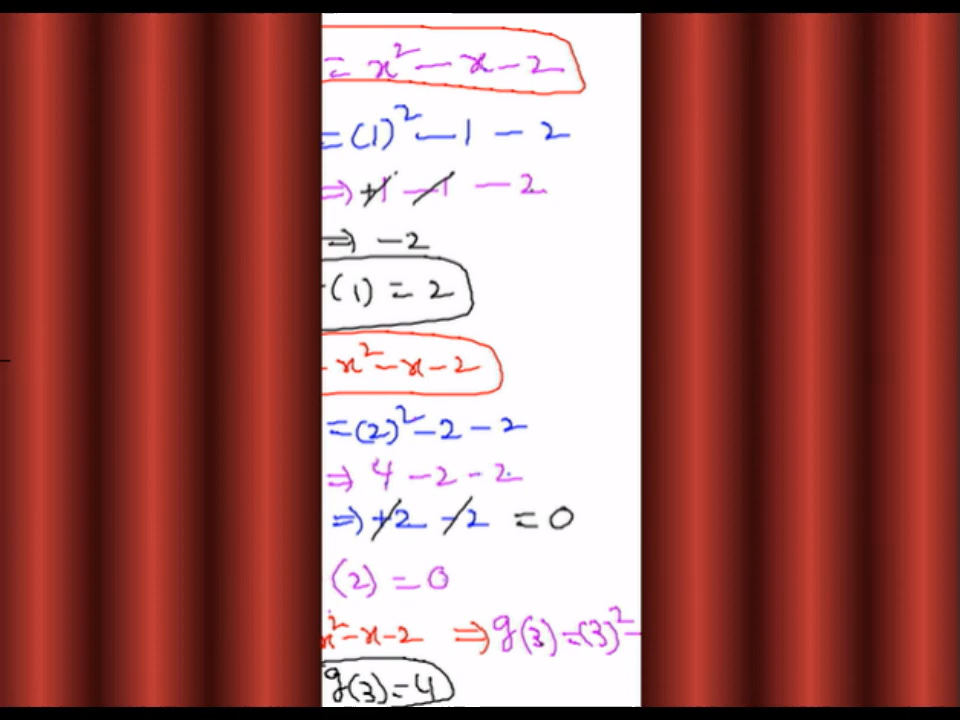 = x² - x - 2
= (1)² - 1 - 2
⇒ +1 - 1 - 2
⇒ -2
(1) = 2
x² - x - 2
= (2)² - 2 - 2
⇒ 4 - 2 - 2
⇒ +2 - 2 = 0
(2) = 0
x² - x - 2 ⇒ g(3) = (3)² -
g(3) = 4